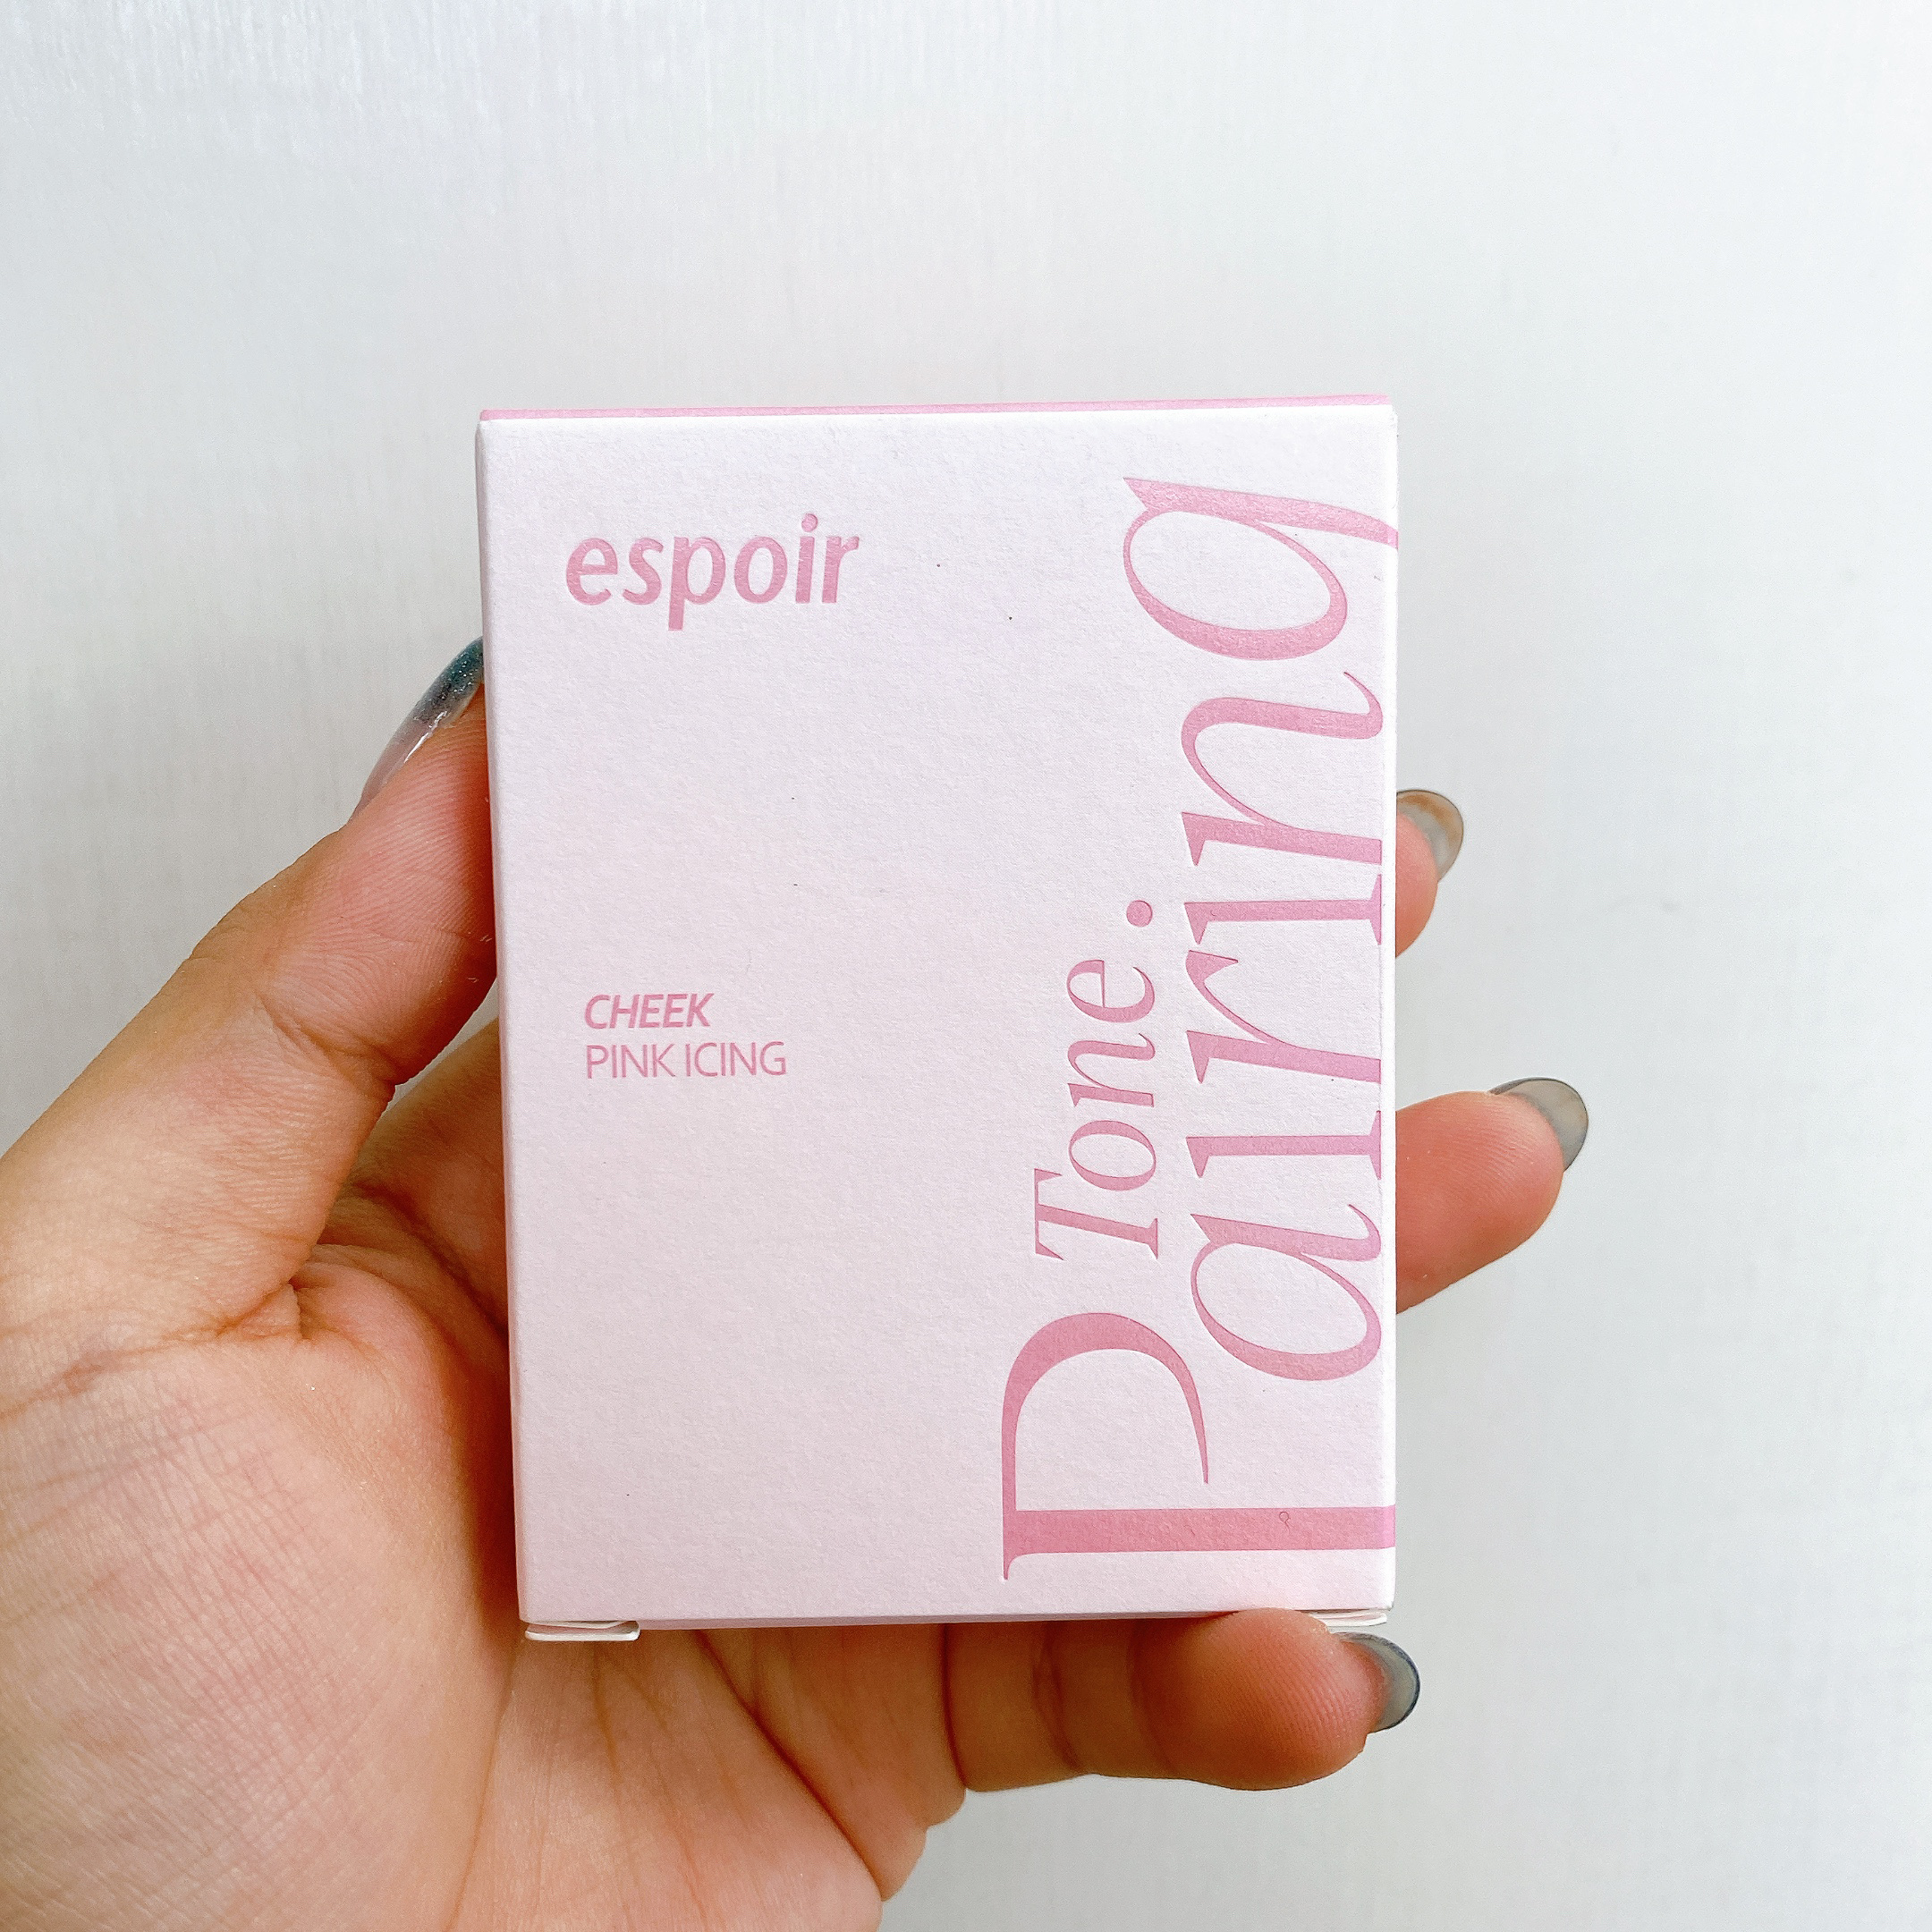 espoir
CHEEK
PINK ICING
Tone.
Pairing